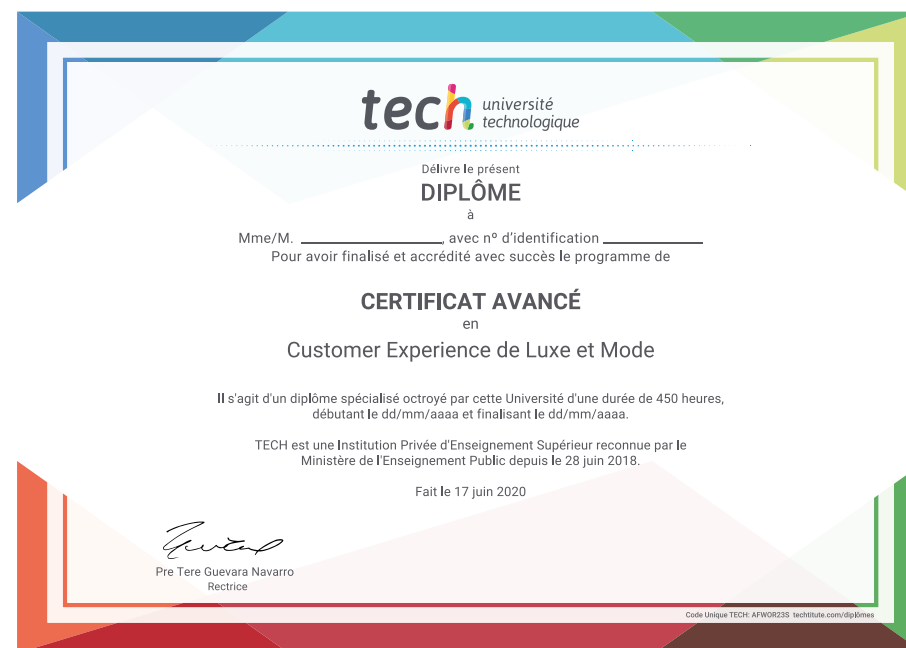 tech université
technologique
Délivre le présent
DIPLÔME
à
Mme/M. ____________________, avec nº d'identification ______________
Pour avoir finalisé et accrédité avec succès le programme de
CERTIFICAT AVANCÉ
en
Customer Experience de Luxe et Mode
Il s'agit d'un diplôme spécialisé octroyé par cette Université d'une durée de 450 heures,
débutant le dd/mm/aaaa et finalisant le dd/mm/aaaa.
TECH est une Institution Privée d'Enseignement Supérieur reconnue par le
Ministère de l'Enseignement Public depuis le 28 juin 2018.
Fait le 17 juin 2020
Pre Tere Guevara Navarro
Rectrice
Code Unique TECH: AFWOR23S techtitute.com/diplômes